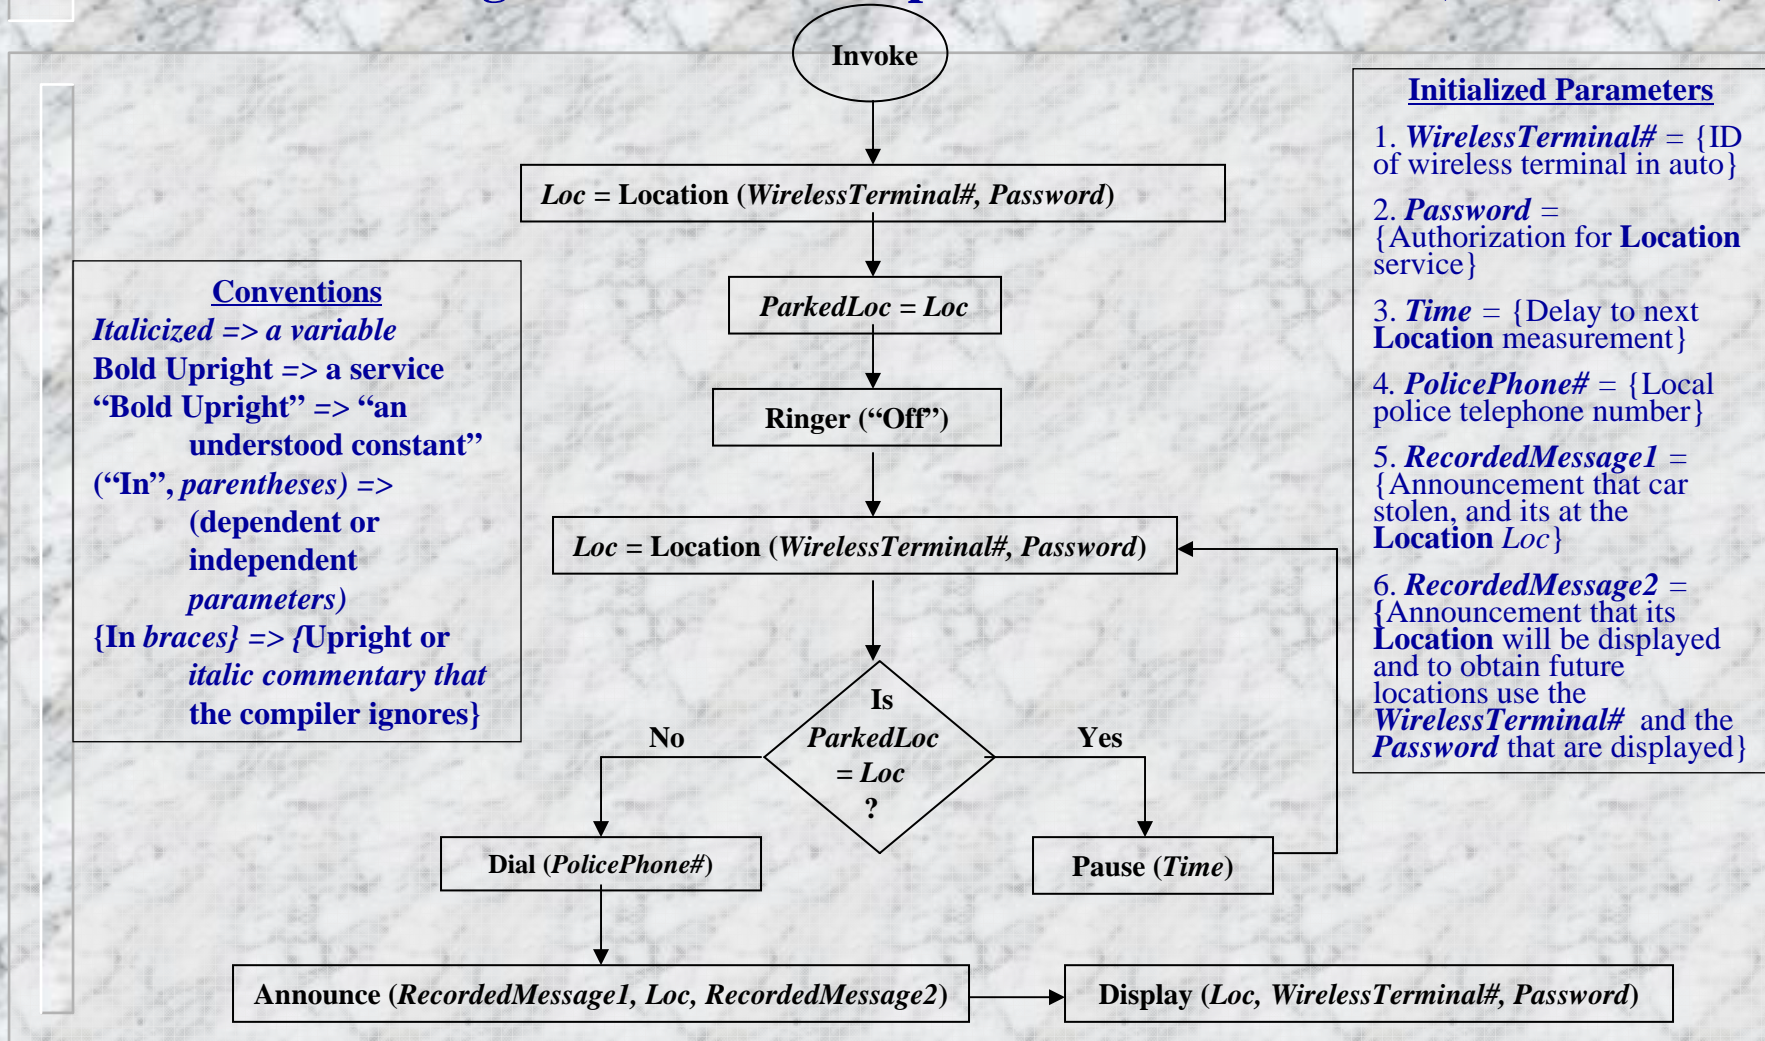 Invoke
Loc = Location (WirelessTerminal#, Password)
ParkedLoc = Loc
Ringer (“Off”)
Loc = Location (WirelessTerminal#, Password)
Is
ParkedLoc
= Loc
?
No
Yes
Dial (PolicePhone#)
Pause (Time)
Announce (RecordedMessage1, Loc, RecordedMessage2)
Display (Loc, WirelessTerminal#, Password)
Conventions
Italicized => a variable
Bold Upright => a service
“Bold Upright” => “an
understood constant”
(“In”, parentheses) =>
(dependent or
independent
parameters)
{In braces} => {Upright or
italic commentary that
the compiler ignores}
Initialized Parameters
1. WirelessTerminal# = {ID
of wireless terminal in auto}
2. Password =
{Authorization for Location
service}
3. Time = {Delay to next
Location measurement}
4. PolicePhone# = {Local
police telephone number}
5. RecordedMessage1 =
{Announcement that car
stolen, and its at the
Location Loc}
6. RecordedMessage2 =
{Announcement that its
Location will be displayed
and to obtain future
locations use the
WirelessTerminal# and the
Password that are displayed}